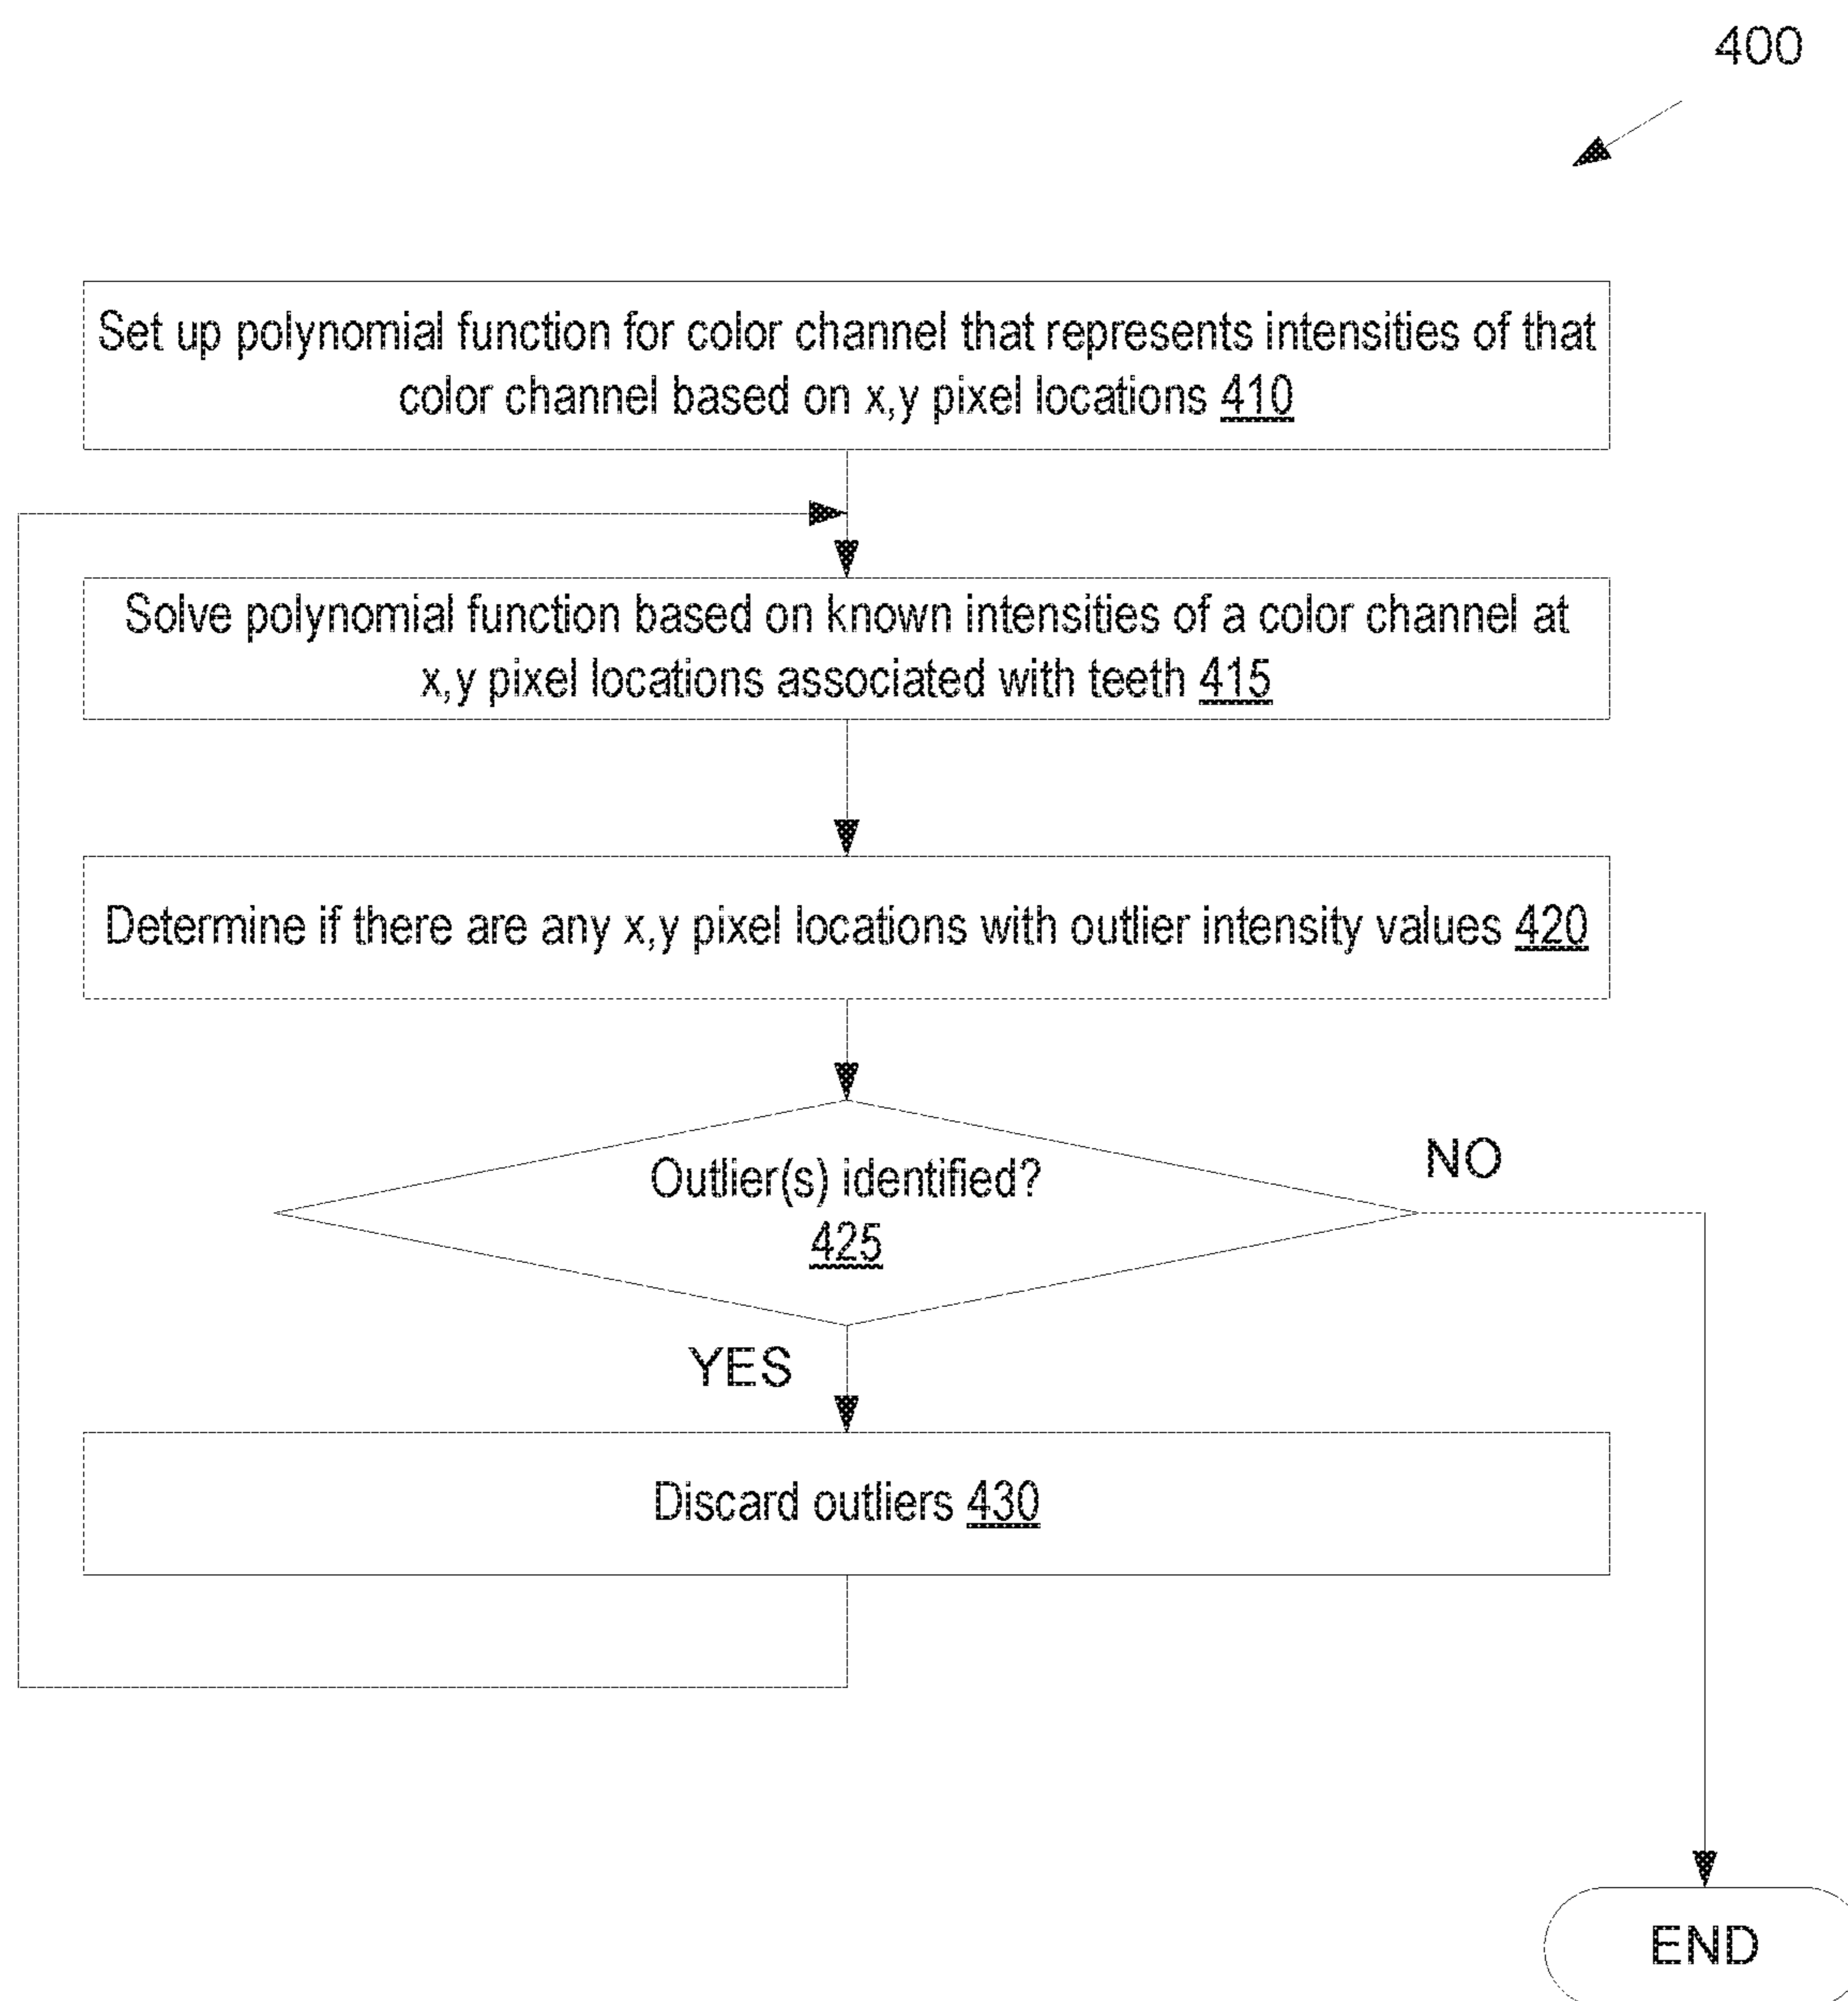 400
Set up polynomial function for color channel that represents intensities of that
color channel based on x,y pixel locations 410
Solve polynomial function based on known intensities of a color channel at
x,y pixel locations associated with teeth 415
Determine if there are any x,y pixel locations with outlier intensity values 420
Outlier(s) identified?
425
NO
YES
Discard outliers 430
END